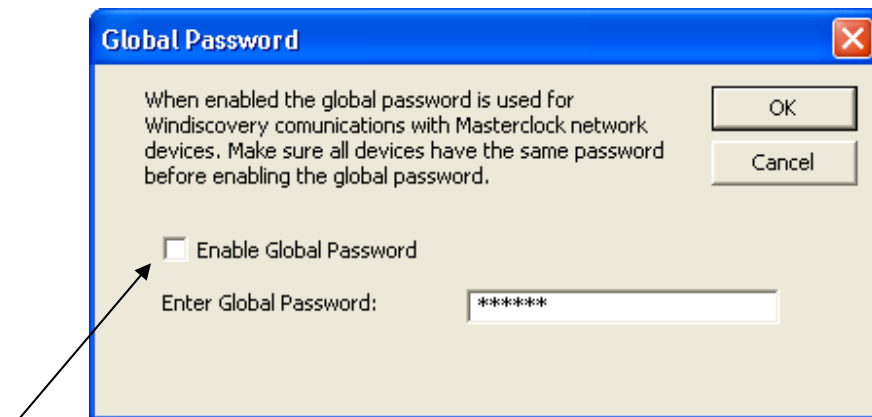 Global Password
When enabled the global password is used for
Windiscovery comunications with Masterclock network
devices. Make sure all devices have the same password
before enabling the global password.
OK
Cancel
Enable Global Password
Enter Global Password: ******